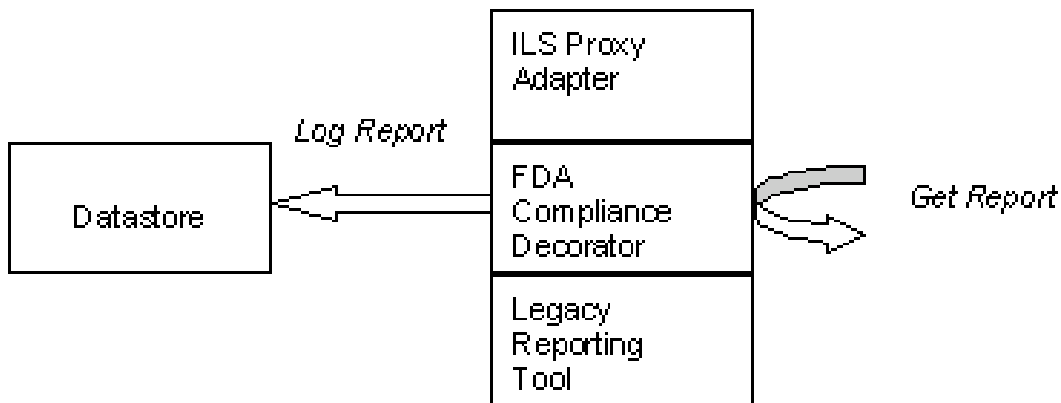 ILS Proxy
Adapter
Log Report
Datastore
FDA
Compliance
Decorator
Get Report
Legacy
Reporting
Tool